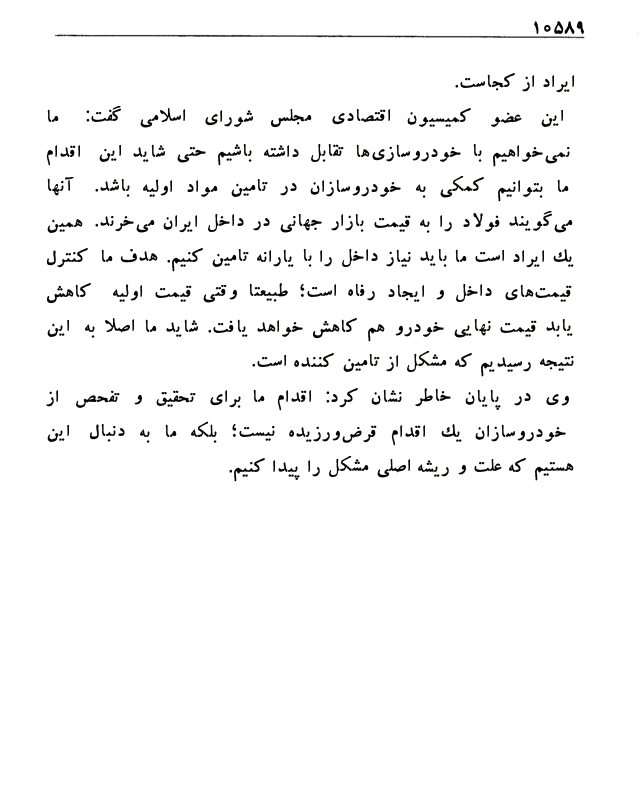 ۱۰۵۸۹
ایراد از کجاست.
این عضو کمیسیون اقتصادی مجلس شورای اسلامی گفت: ما
نمی‌خواهیم با خودروسازی‌ها تقابل داشته باشیم حتی شاید این اقدام
ما بتوانیم کمکی به خودروسازان در تامین مواد اولیه باشد. آنها
می‌گویند فولاد را به قیمت بازار جهانی در داخل ایران می‌خرند. همین
یك ایراد است ما باید نیاز داخل را با یارانه تامین کنیم. هدف ما کنترل
قیمت‌های داخل و ایجاد رفاه است؛ طبیعتا وقتی قیمت اولیه کاهش
یابد قیمت نهایی خودرو هم کاهش خواهد یافت. شاید ما اصلا به این
نتیجه رسیدیم که مشکل از تامین کننده است.
وی در پایان خاطر نشان کرد: اقدام ما برای تحقیق و تفحص از
خودروسازان یك اقدام قرض‌ورزیده نیست؛ بلکه ما به دنبال این
هستیم که علت و ریشه اصلی مشکل را پیدا کنیم.